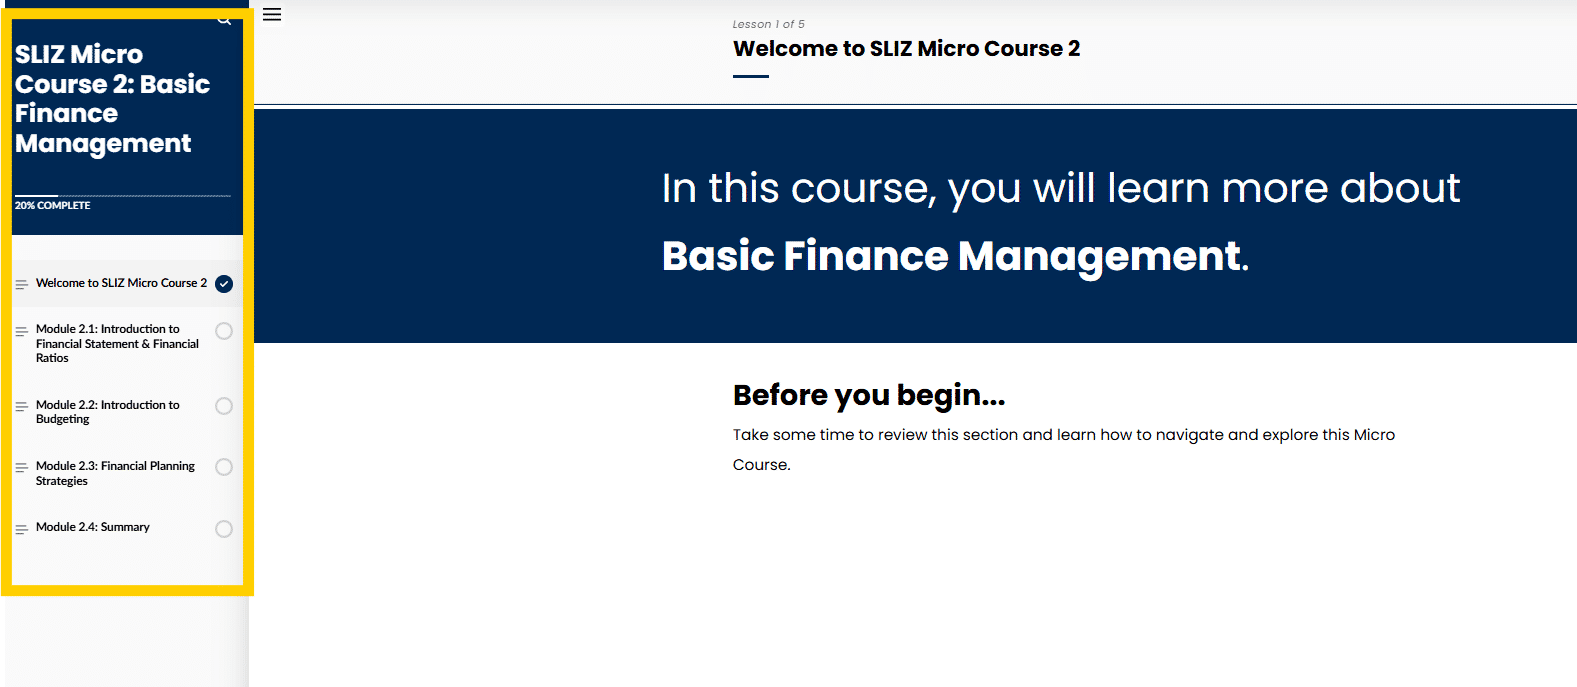 SLIZ Micro
Course 2: Basic
Finance
Management
20% COMPLETE
Welcome to SLIZ Micro Course 2
Module 2.1: Introduction to
Financial Statement & Financial
Ratios
Module 2.2: Introduction to
Budgeting
Module 2.3: Financial Planning
Strategies
Module 2.4: Summary
Lesson 1 of 5
Welcome to SLIZ Micro Course 2
In this course, you will learn more about
Basic Finance Management.
Before you begin...
Take some time to review this section and learn how to navigate and explore this Micro
Course.